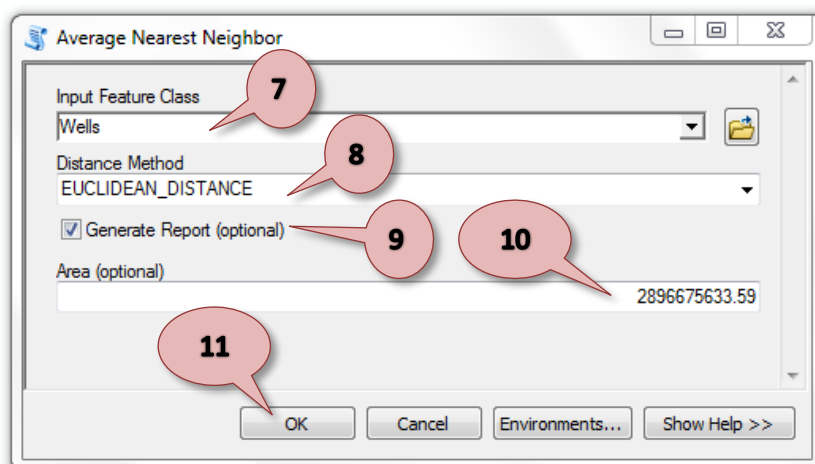 Average Nearest Neighbor
7
Input Feature Class
Wells
8
Distance Method
EUCLIDEAN_DISTANCE
Generate Report (optional)
9
10
Area (optional)
2896675633.59
11
OK Cancel Environments... Show Help >>